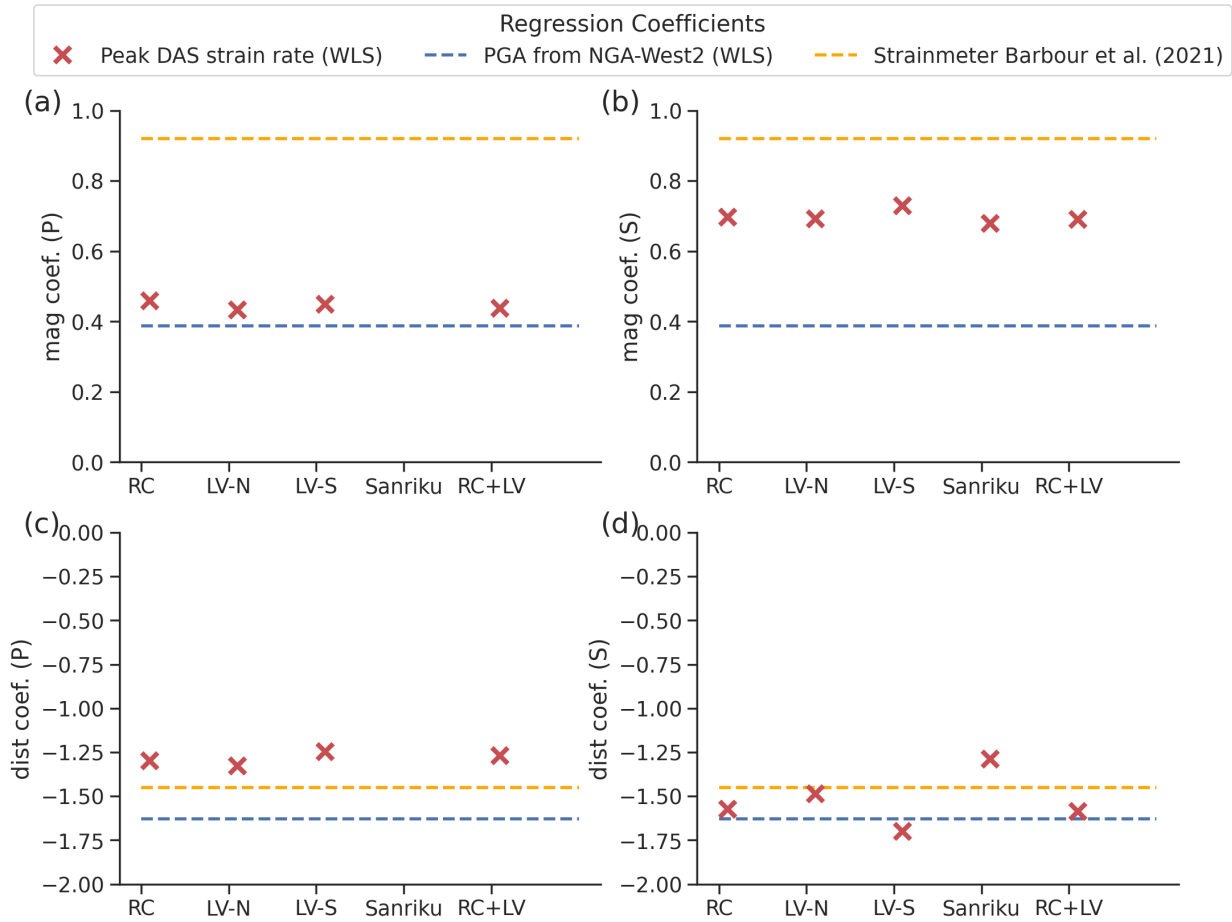 Regression Coefficients
Peak DAS strain rate (WLS) PGA from NGA-West2 (WLS) Strainmeter Barbour et al. (2021)
(a)
mag coef. (P)
1.0
0.8
0.6
0.4
0.2
0.0
RC LV-N LV-S Sanriku RC+LV
(b)
mag coef. (S)
1.0
0.8
0.6
0.4
0.2
0.0
RC LV-N LV-S Sanriku RC+LV
(c)
dist coef. (P)
0.00
−0.25
−0.50
−0.75
−1.00
−1.25
−1.50
−1.75
−2.00
RC LV-N LV-S Sanriku RC+LV
(d)
dist coef. (S)
0.00
−0.25
−0.50
−0.75
−1.00
−1.25
−1.50
−1.75
−2.00
RC LV-N LV-S Sanriku RC+LV